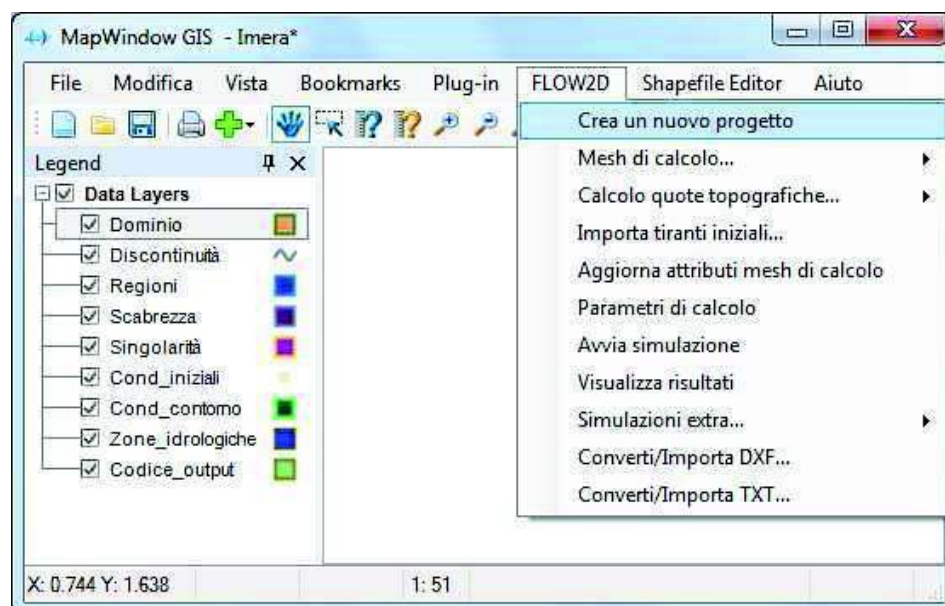 MapWindow GIS - Imera*
File Modifica Vista Bookmarks Plug-in FLOW2D Shapefile Editor Aiuto
Legend
Data Layers
Dominio
Discontinuità
Regioni
Scabrezza
Singolarità
Cond_iniziali
Cond_contorno
Zone_idrologiche
Codice_output
Crea un nuovo progetto
Mesh di calcolo...
Calcolo quote topografiche...
Importa tiranti iniziali...
Aggiorna attributi mesh di calcolo
Parametri di calcolo
Avvia simulazione
Visualizza risultati
Simulazioni extra...
Converti/Importa DXF...
Converti/Importa TXT...
X: 0.744 Y: 1.638 1: 51